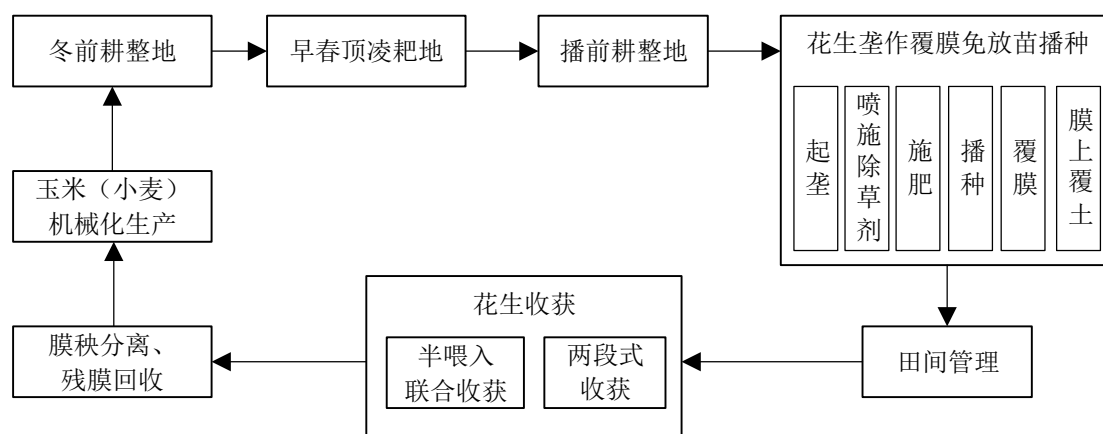 冬前耕整地
早春顶凌耙地
播前耕整地
花生垄作覆膜免放苗播种
起垄
喷施除草剂
施肥
播种
覆膜
膜上覆土
玉米（小麦）
机械化生产
花生收获
半喂入
联合收获
两段式
收获
膜秧分离、
残膜回收
田间管理